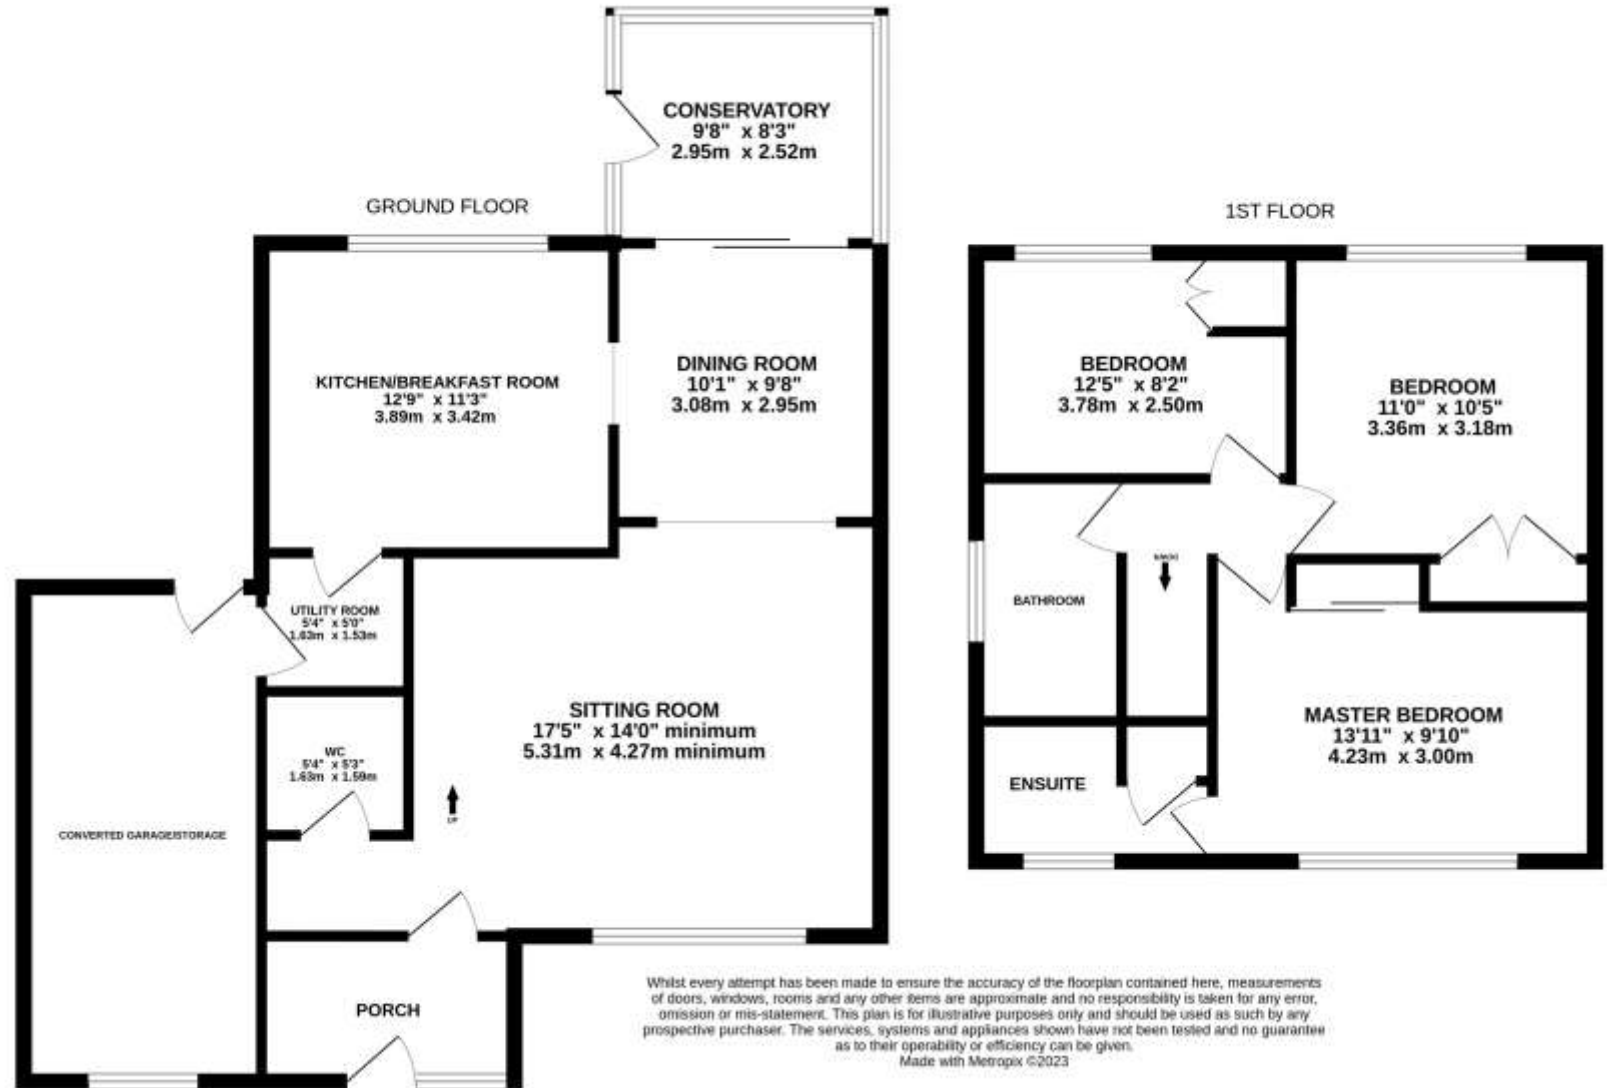 CONSERVATORY
9'8" x 8'3"
2.95m x 2.52m
GROUND FLOOR
KITCHEN/BREAKFAST ROOM
12'9" x 11'3"
3.89m x 3.42m
DINING ROOM
10'1" x 9'8"
3.08m x 2.95m
UTILITY ROOM
5'4" x 5'0"
1.63m x 1.53m
SITTING ROOM
17'5" x 14'0" minimum
5.31m x 4.27m minimum
WC
5'4" x 5'3"
1.63m x 1.59m
UP
CONVERTED GARAGE/STORAGE
PORCH
1ST FLOOR
BEDROOM
12'5" x 8'2"
3.78m x 2.50m
BEDROOM
11'0" x 10'5"
3.36m x 3.18m
BATHROOM
MASTER BEDROOM
13'11" x 9'10"
4.23m x 3.00m
ENSUITE
Whilst every attempt has been made to ensure the accuracy of the floorplan contained here, measurements
of doors, windows, rooms and any other items are approximate and no responsibility is taken for any error,
omission or mis-statement. This plan is for illustrative purposes only and should be used as such by any
prospective purchaser. The services, systems and appliances shown have not been tested and no guarantee
as to their operability or efficiency can be given.
Made with Metropix ©2023